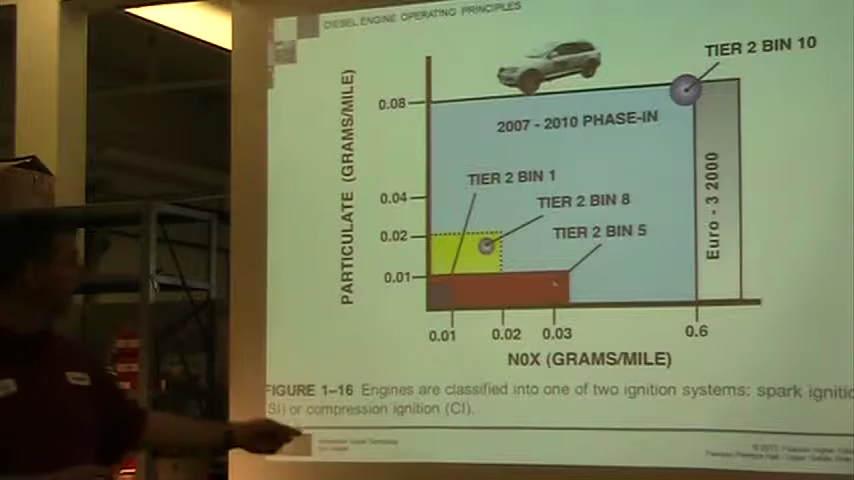 DIESEL ENGINE OPERATING PRINCIPLES
TIER 2 BIN 10
0.08
2007 - 2010 PHASE-IN
TIER 2 BIN 1
0.04
TIER 2 BIN 8
0.02
TIER 2 BIN 5
0.01
PARTICULATE (GRAMS/MILE)
Euro - 3 2000
0.01 0.02 0.03 0.6
N0X (GRAMS/MILE)
FIGURE 1–16 Engines are classified into one of two ignition systems: spark ignitio
SI) or compression ignition (CI).